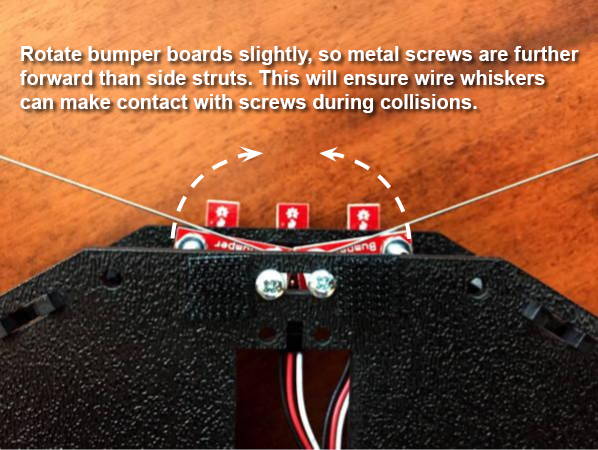 Rotate bumper boards slightly, so metal screws are further
forward than side struts. This will ensure wire whiskers
can make contact with screws during collisions.
Bumper